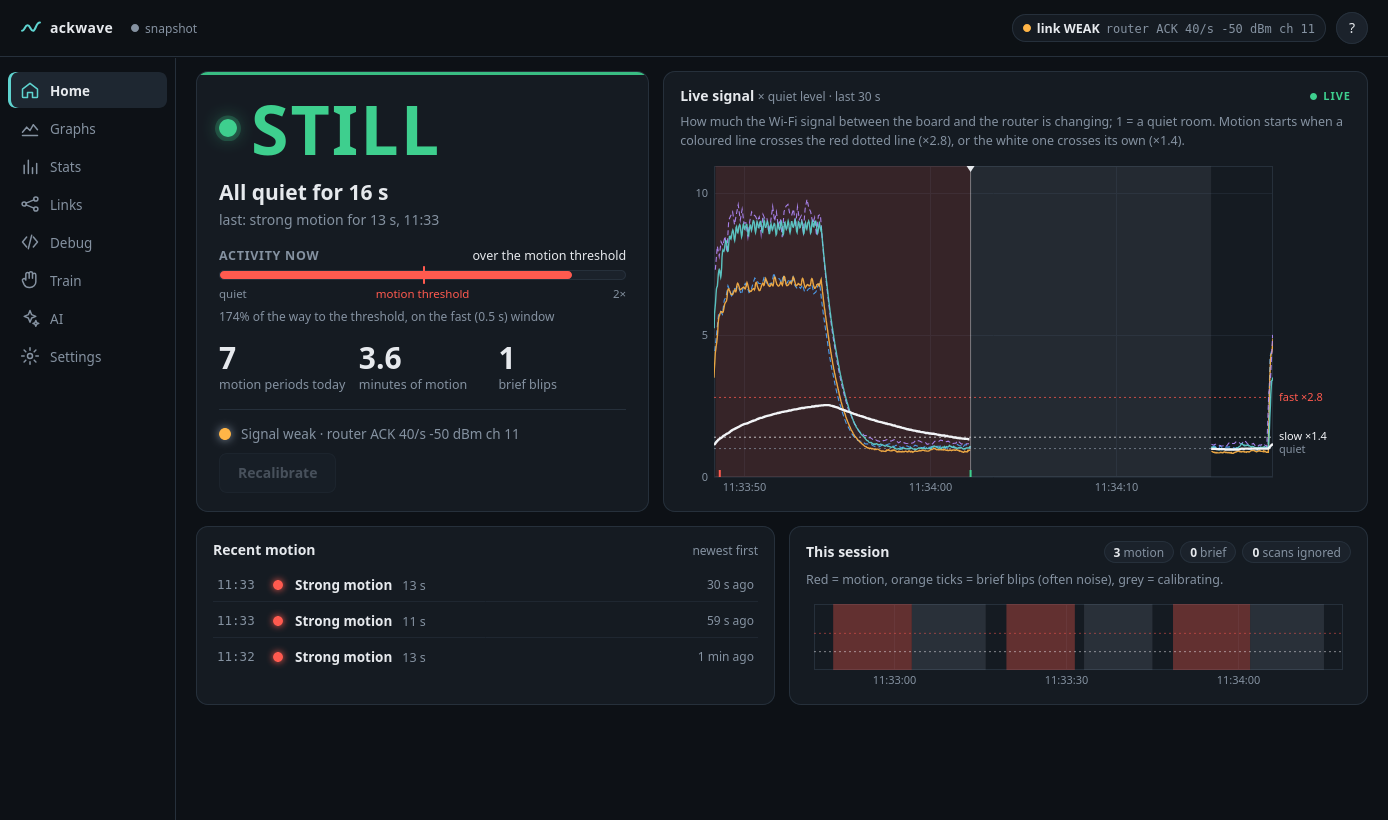 ackwave
snapshot
link WEAK router ACK 40/s -50 dBm ch 11
?
Home
Graphs
Stats
Links
Debug
Train
AI
Settings
STILL
All quiet for 16 s
last: strong motion for 13 s, 11:33
ACTIVITY NOW over the motion threshold
quiet motion threshold 2×
174% of the way to the threshold, on the fast (0.5 s) window
7 3.6 1
motion periods today minutes of motion brief blips
Signal weak · router ACK 40/s -50 dBm ch 11
Recalibrate
Live signal × quiet level · last 30 s LIVE
How much the Wi-Fi signal between the board and the router is changing; 1 = a quiet room. Motion starts when a
coloured line crosses the red dotted line (×2.8), or the white one crosses its own (×1.4).
10
5
fast ×2.8
slow ×1.4
quiet
0
11:33:50 11:34:00 11:34:10
Recent motion newest first
11:33 Strong motion 13 s 30 s ago
11:33 Strong motion 11 s 59 s ago
11:32 Strong motion 13 s 1 min ago
This session 3 motion 0 brief 0 scans ignored
Red = motion, orange ticks = brief blips (often noise), grey = calibrating.
11:33:00 11:33:30 11:34:00